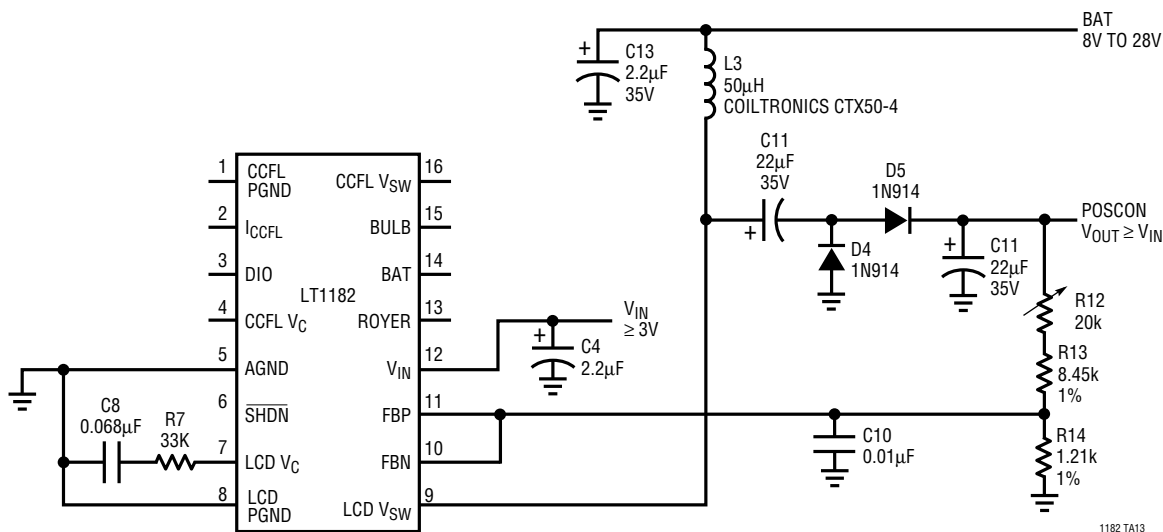 BAT
8V TO 28V
+
C13
2.2µF
35V
L3
50µH
COILTRONICS CTX50-4
C11
22µF
35V
+
D5
1N914
D4
1N914
POSCON
VOUT ≥ VIN
+
C11
22µF
35V
R12
20k
R13
8.45k
1%
R14
1.21k
1%
C10
0.01µF
VIN
≥ 3V
+
C4
2.2µF
LT1182
1 CCFL PGND
2 ICCFL
3 DIO
4 CCFL VC
5 AGND
6 SHDN
7 LCD VC
8 LCD PGND
16 CCFL VSW
15 BULB
14 BAT
13 ROYER
12 VIN
11 FBP
10 FBN
9 LCD VSW
C8
0.068µF
R7
33K
1182 TA13